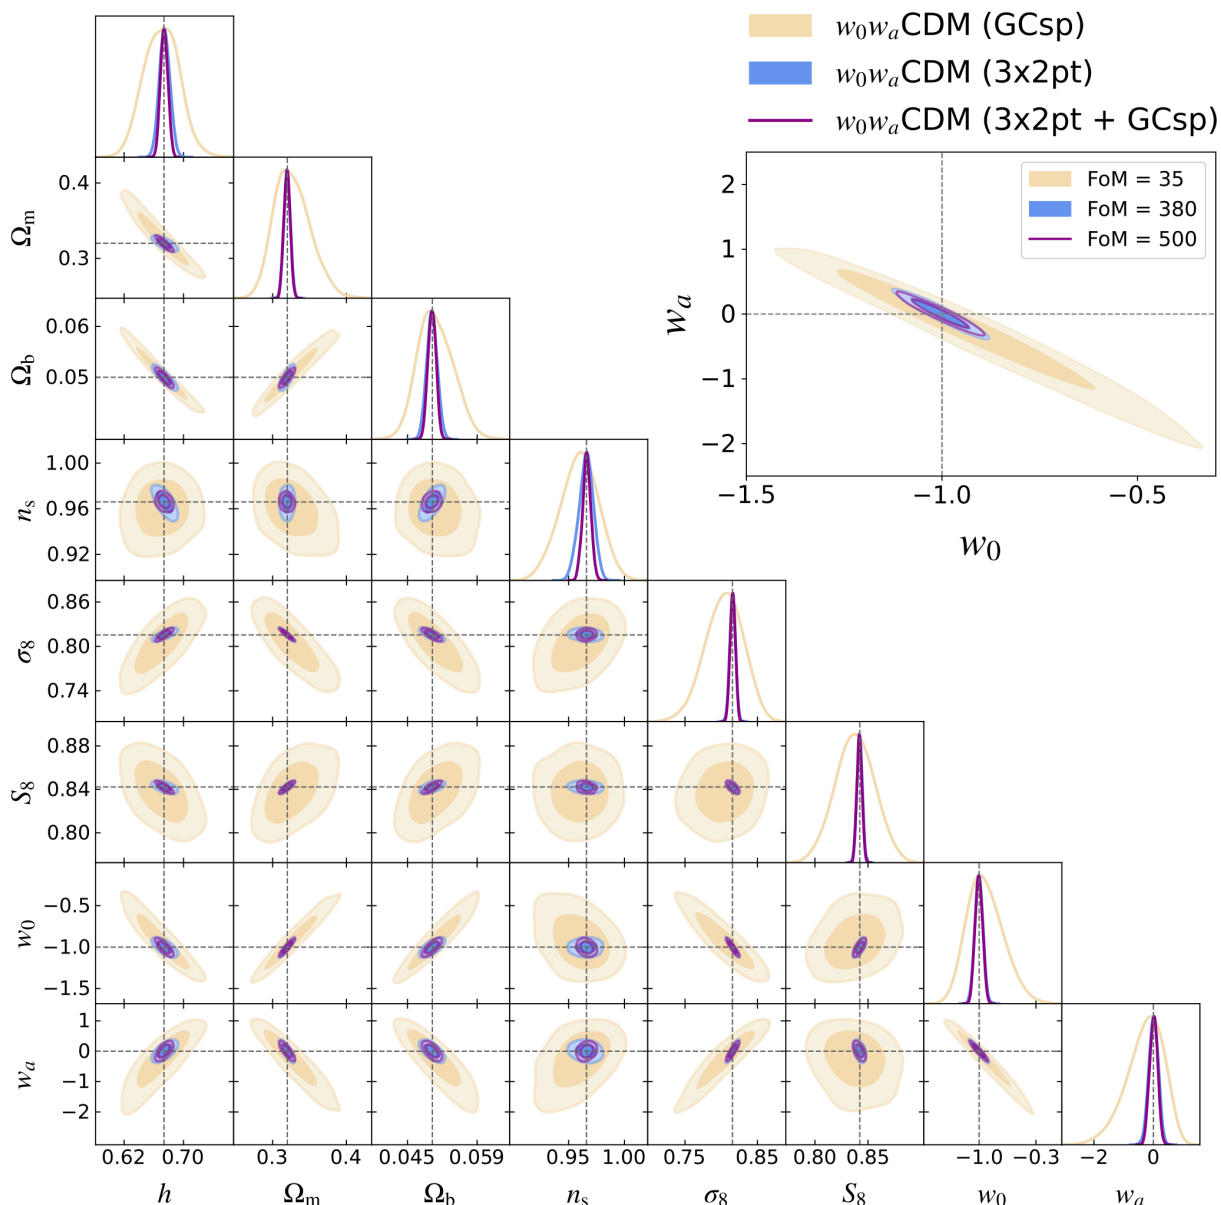 w₀wₐCDM (GCsp)
w₀wₐCDM (3x2pt)
w₀wₐCDM (3x2pt + GCsp)
FoM = 35
FoM = 380
FoM = 500
2
1
0
−1
−2
wₐ
−1.5 −1.0 −0.5
w₀
0.4
0.3
Ωm
0.06
0.05
Ωb
1.00
0.96
0.92
nₛ
0.86
0.80
0.74
σ₈
0.88
0.84
0.80
S₈
−0.5
−1.0
−1.5
w₀
1
0
−1
−2
wₐ
0.62 0.70 0.3 0.4 0.045 0.059 0.95 1.00 0.75 0.85 0.80 0.85 −1.0 −0.3 −2 0
h Ωm Ωb nₛ σ₈ S₈ w₀ wₐ